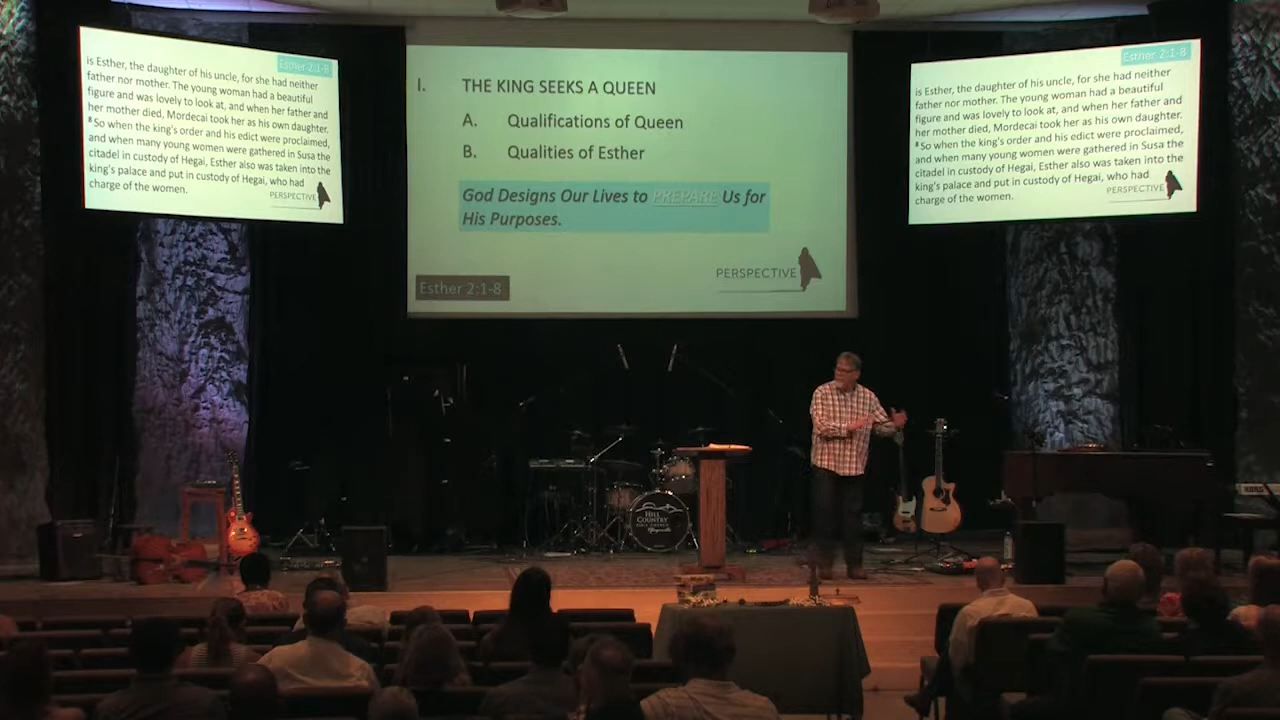 Esther 2:1-8
is Esther, the daughter of his uncle, for she had neither
father nor mother. The young woman had a beautiful
figure and was lovely to look at, and when her father and
her mother died, Mordecai took her as his own daughter.
8 So when the king's order and his edict were proclaimed,
and when many young women were gathered in Susa the
citadel in custody of Hegai, Esther also was taken into the
king's palace and put in custody of Hegai, who had
charge of the women.
PERSPECTIVE
I. THE KING SEEKS A QUEEN
A. Qualifications of Queen
B. Qualities of Esther
God Designs Our Lives to PREPARE Us for
His Purposes.
PERSPECTIVE
Esther 2:1-8
Esther 2:1-8
is Esther, the daughter of his uncle, for she had neither
father nor mother. The young woman had a beautiful
figure and was lovely to look at, and when her father and
her mother died, Mordecai took her as his own daughter.
8 So when the king's order and his edict were proclaimed,
and when many young women were gathered in Susa the
citadel in custody of Hegai, Esther also was taken into the
king's palace and put in custody of Hegai, who had
charge of the women.
PERSPECTIVE
HILL
COUNTRY
BIBLE CHURCH
KORG